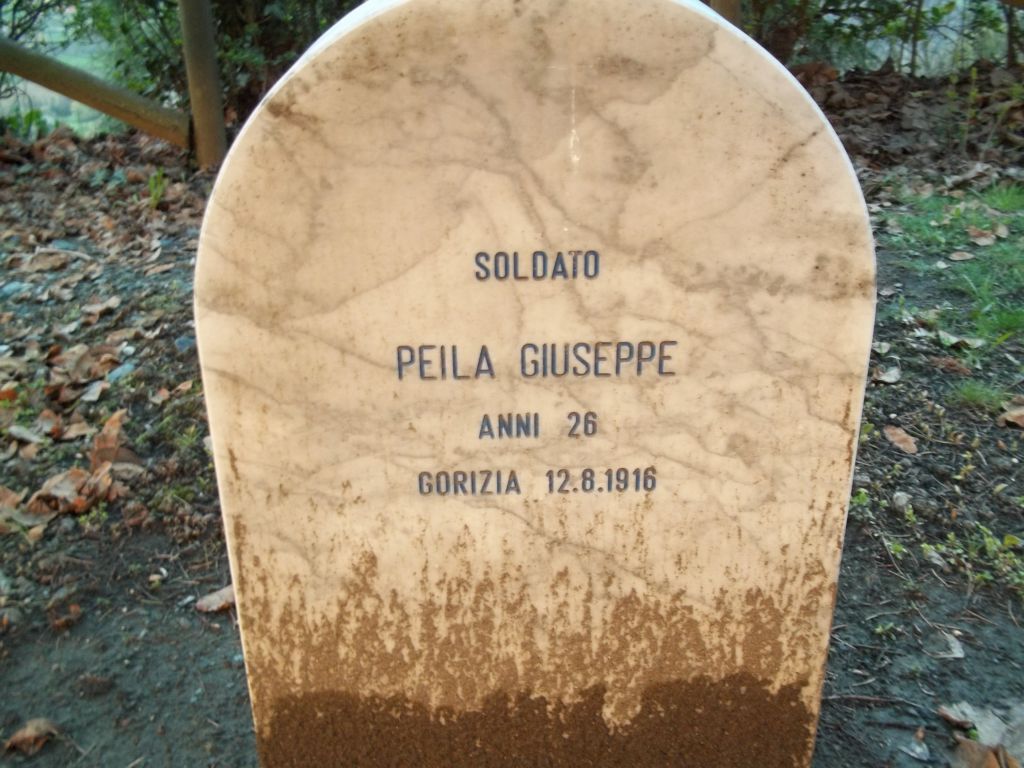 SOLDATO
PEILA GIUSEPPE
ANNI 26
GORIZIA 12.8.1916